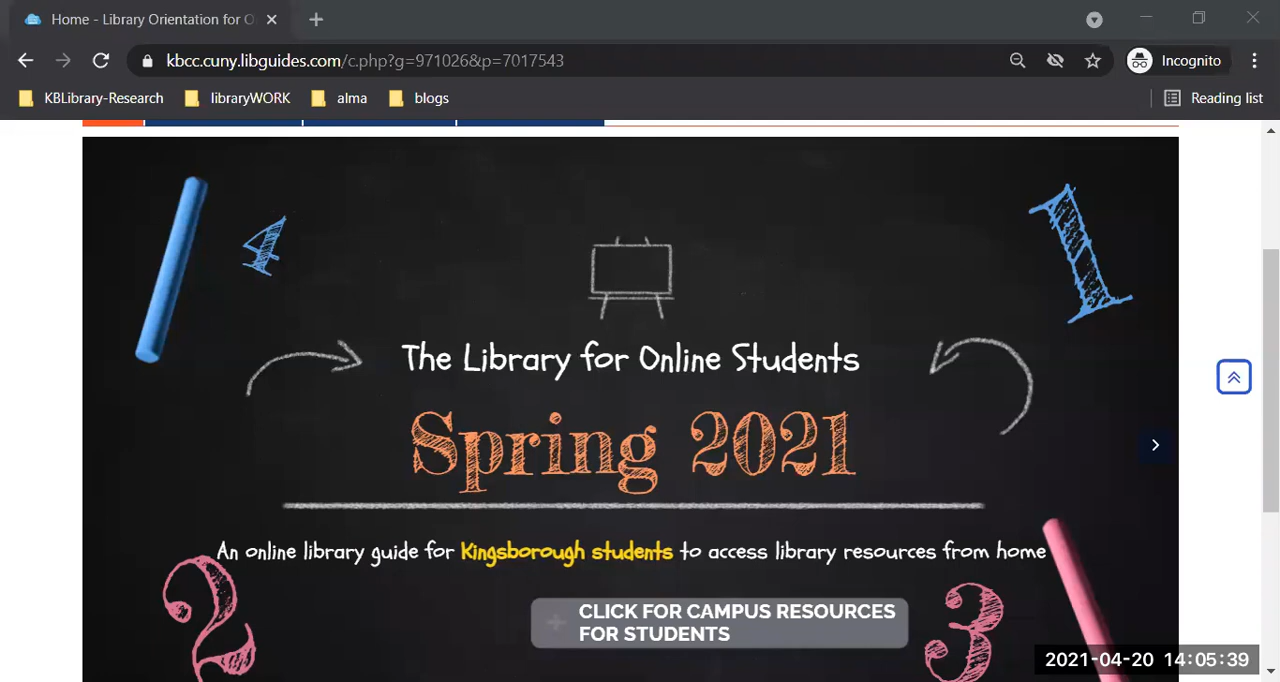 Home - Library Orientation for O
kbcc.cuny.libguides.com/c.php?g=971026&p=7017543
Incognito
KBLibrary-Research
libraryWORK
alma
blogs
Reading list
4
1
The Library for Online Students
Spring 2021
An online library guide for Kingsborough students to access library resources from home
2
3
CLICK FOR CAMPUS RESOURCES
FOR STUDENTS
2021-04-20 14:05:39